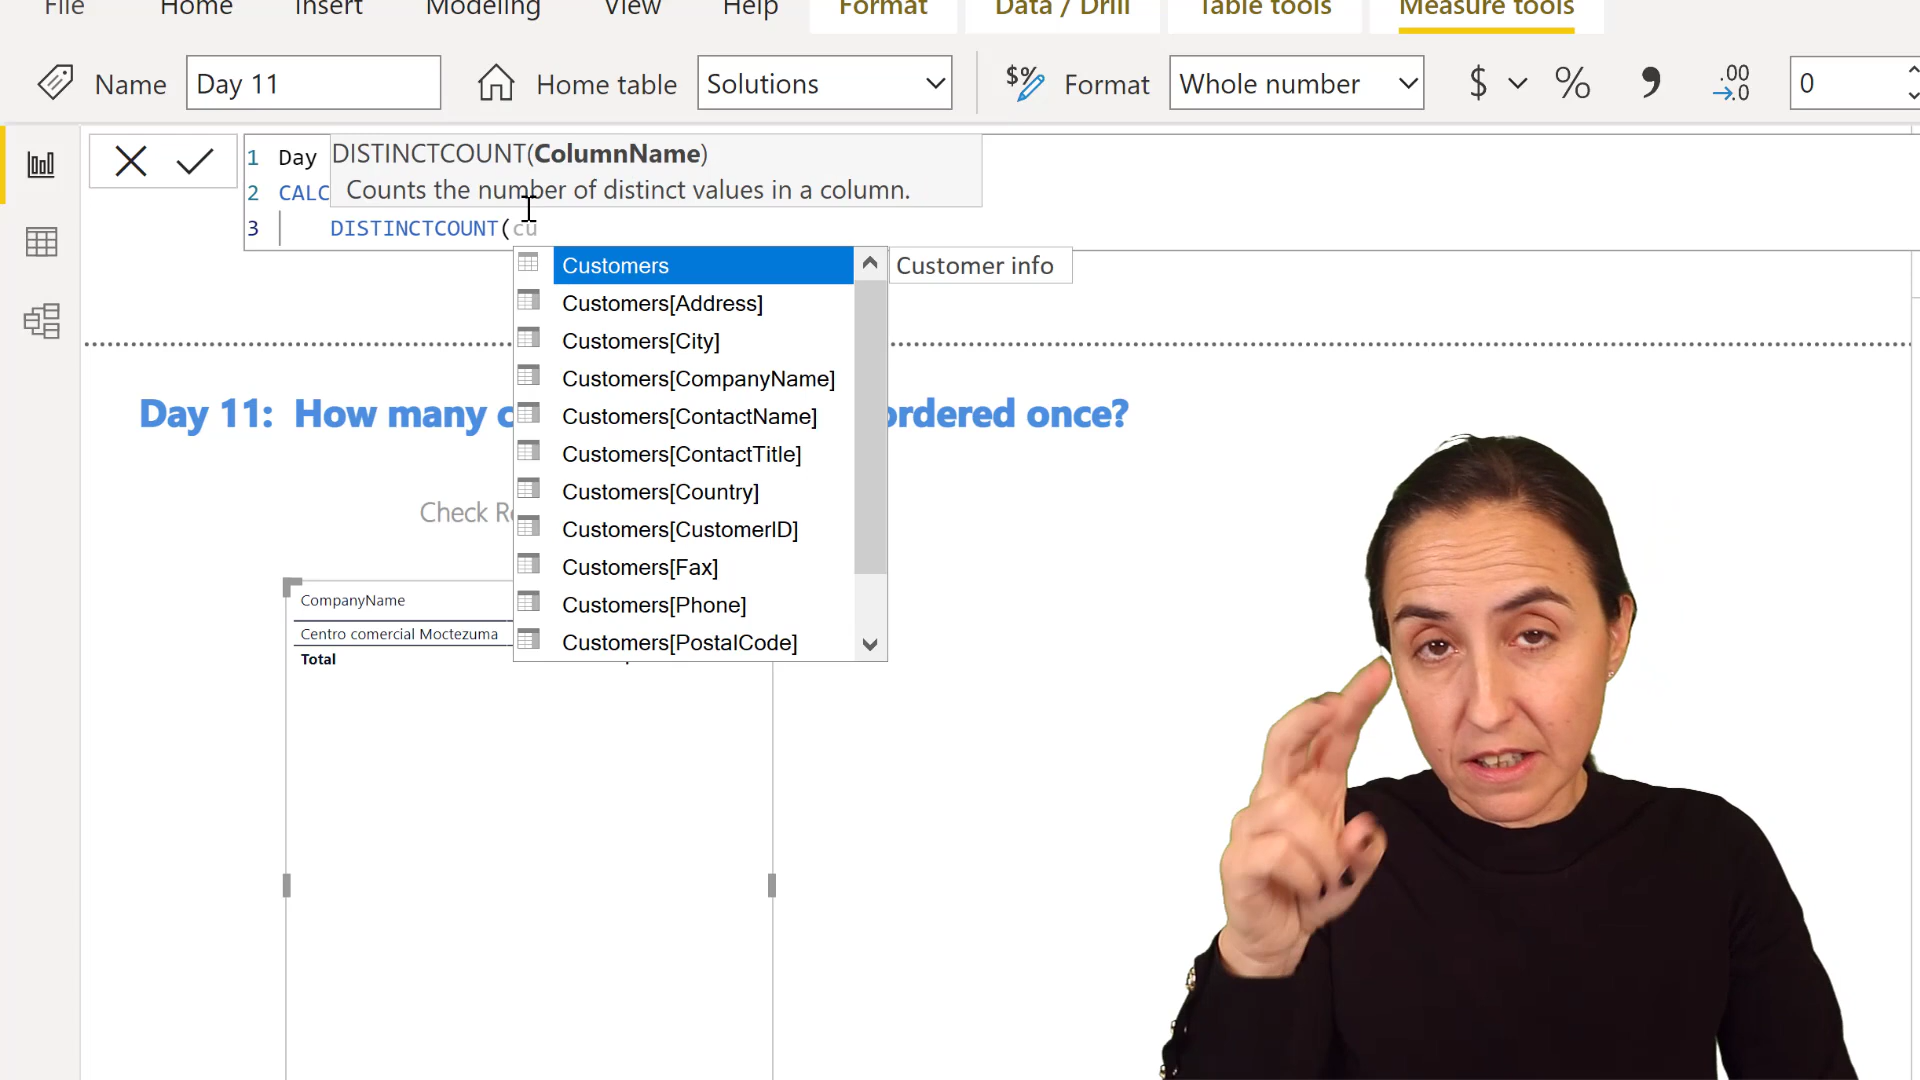 File Home Insert Modeling View Help Format Data / Drill Table tools Measure tools
Name Day 11 Home table Solutions Format Whole number $ % 0
1 Day DISTINCTCOUNT(ColumnName)
2 CALC Counts the number of distinct values in a column.
3 DISTINCTCOUNT(cu
Customers Customer info
Customers[Address]
Customers[City]
Customers[CompanyName]
Customers[ContactName]
Customers[ContactTitle]
Customers[Country]
Customers[CustomerID]
Customers[Fax]
Customers[Phone]
Customers[PostalCode]
Day 11: How many ordered once?
Check
CompanyName
Centro comercial Moctezuma
Total